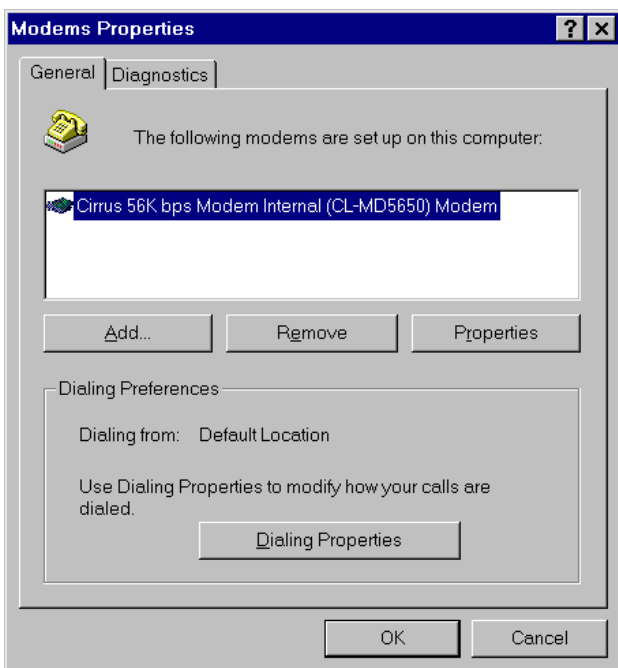 Modems Properties
General
Diagnostics
The following modems are set up on this computer:
Cirrus 56K bps Modem Internal (CL-MD5650) Modem
Add...
Remove
Properties
Dialing Preferences
Dialing from: Default Location
Use Dialing Properties to modify how your calls are
dialed.
Dialing Properties
OK
Cancel